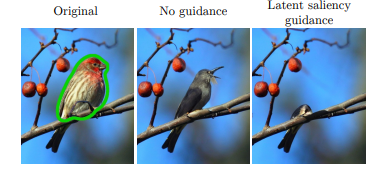 Original
No guidance
Latent saliency
guidance